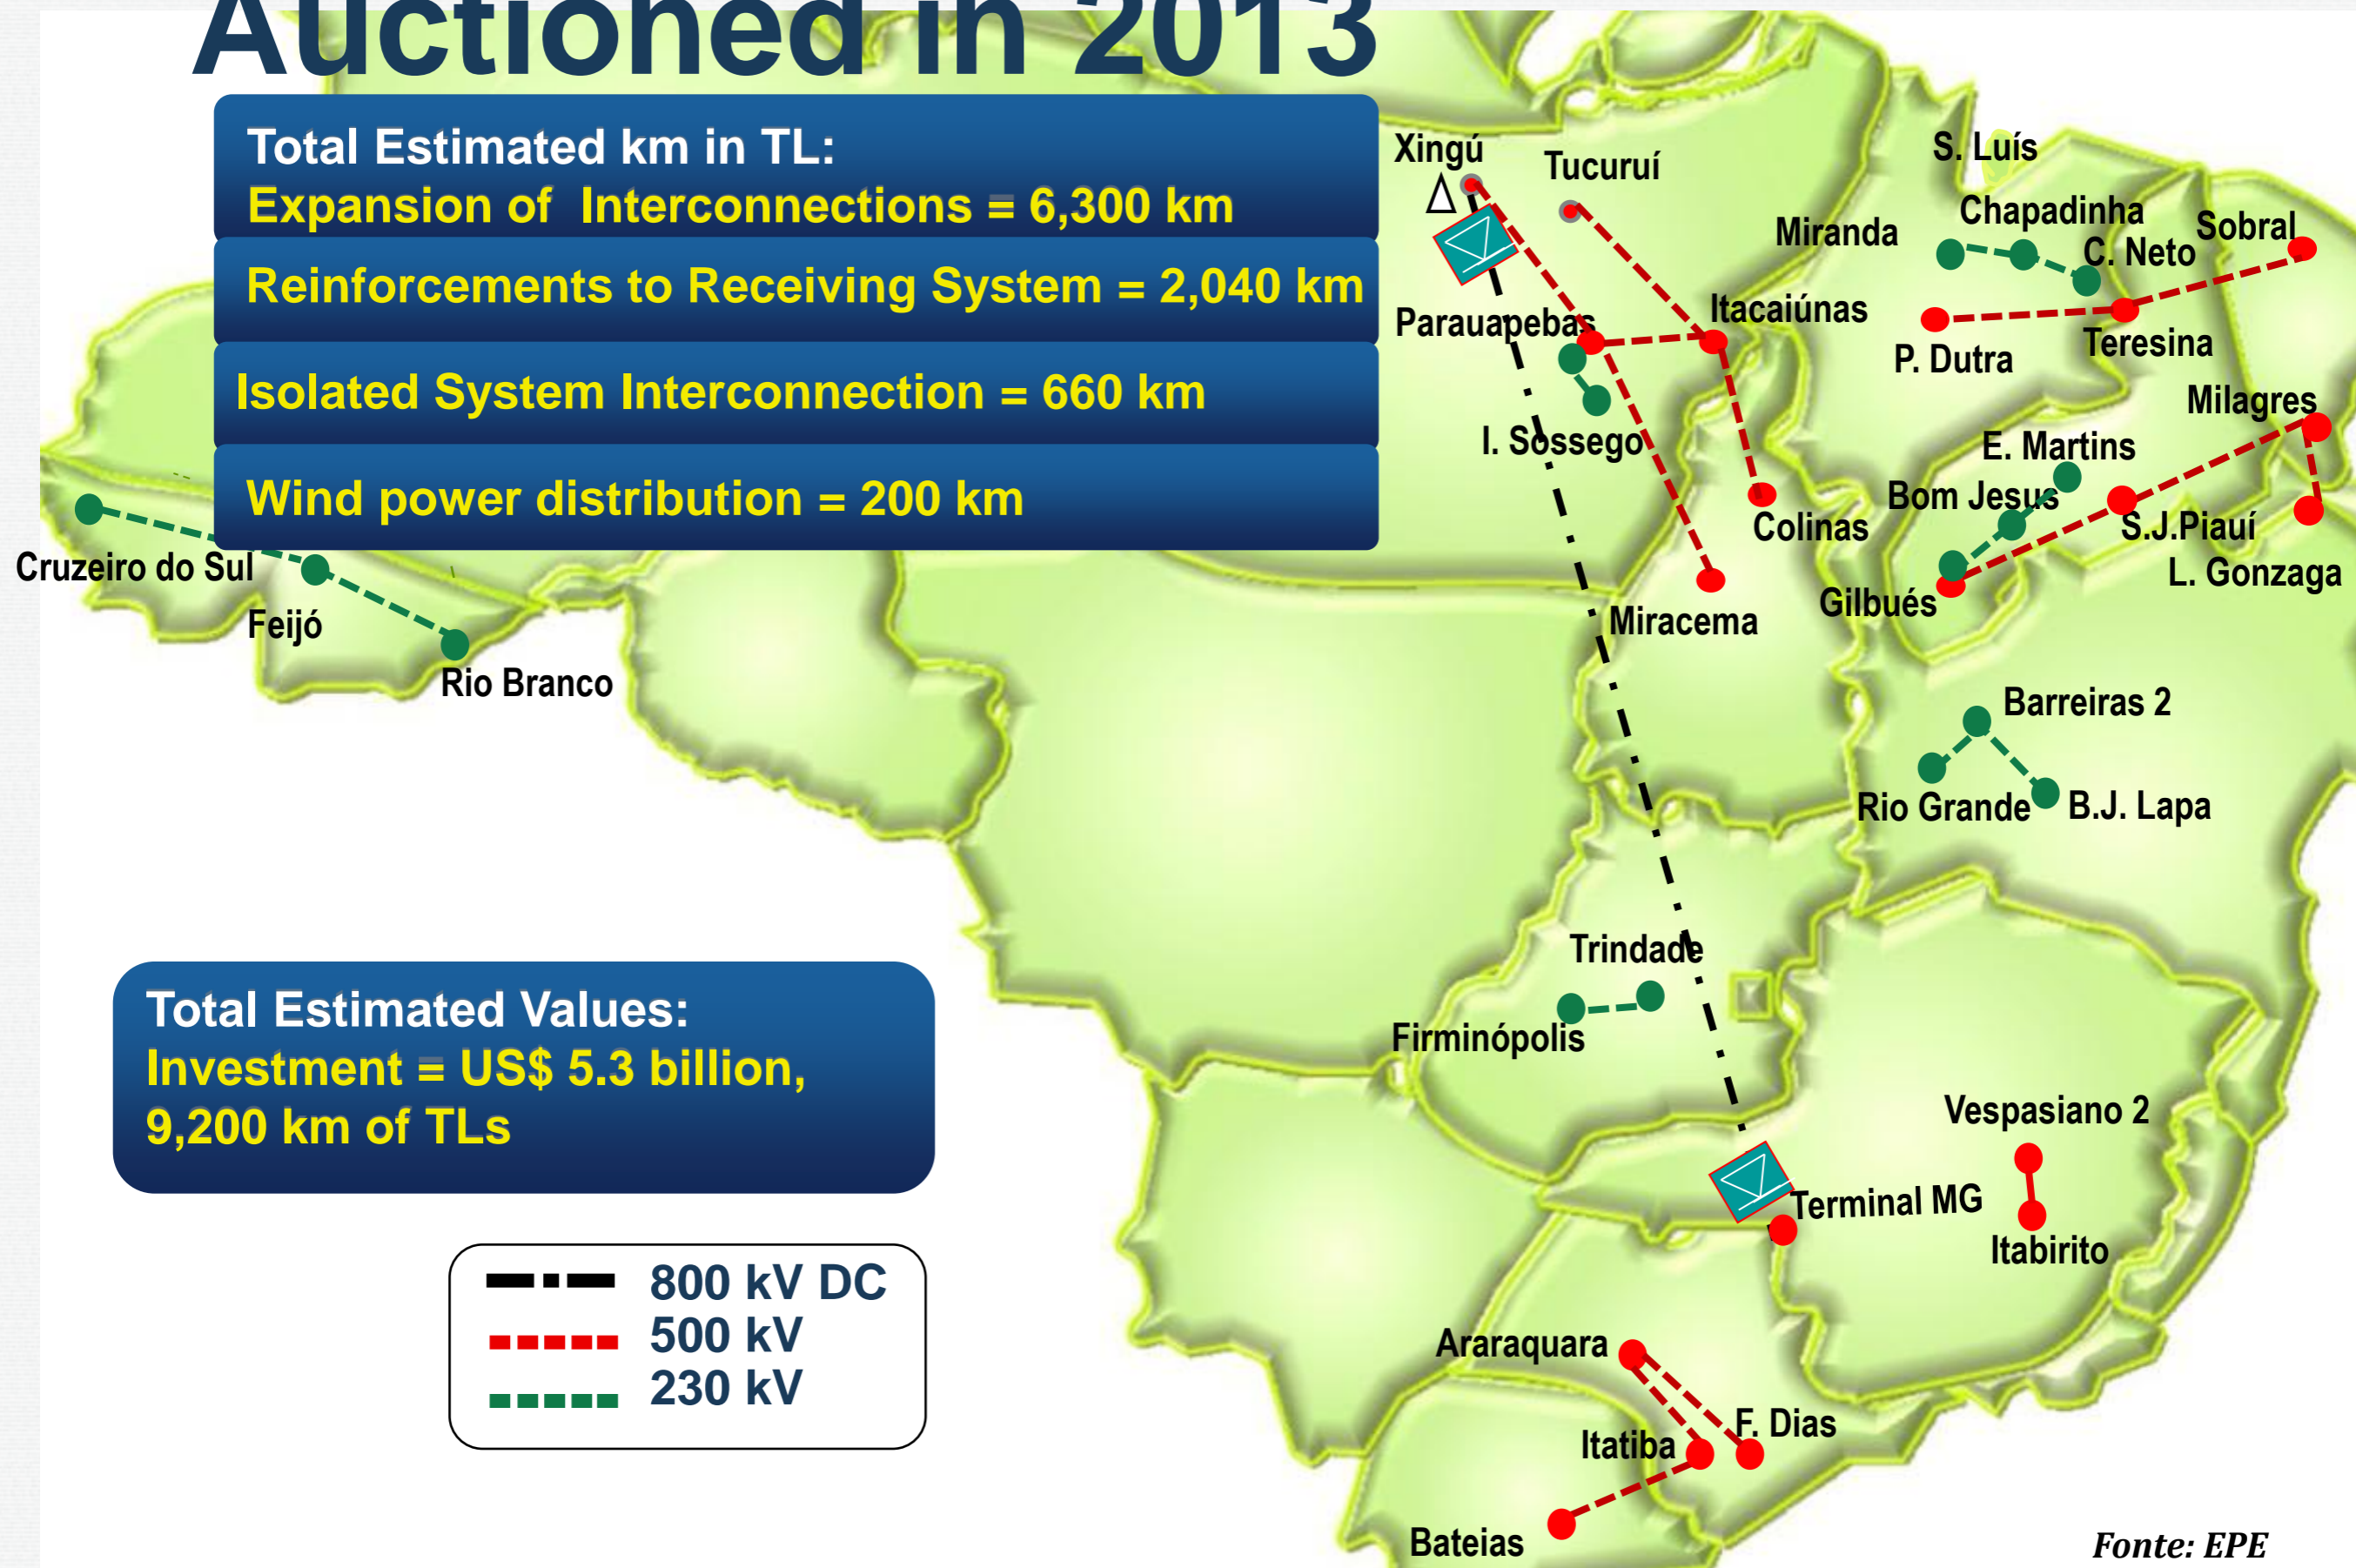 Auctioned in 2013
Total Estimated km in TL:
Expansion of Interconnections = 6,300 km
Reinforcements to Receiving System = 2,040 km
Isolated System Interconnection = 660 km
Wind power distribution = 200 km
Xingú
Tucuruí
S. Luís
Chapadinha
Miranda
Sobral
C. Neto
Itacaiúnas
Parauapebas
P. Dutra
Teresina
Milagres
I. Sossego
E. Martins
Bom Jesus
Colinas
S.J.Piauí
L. Gonzaga
Gilbués
Miracema
Cruzeiro do Sul
Feijó
Rio Branco
Barreiras 2
Rio Grande
B.J. Lapa
Trindade
Firminópolis
Total Estimated Values:
Investment = US$ 5.3 billion,
9,200 km of TLs
Vespasiano 2
Terminal MG
Itabirito
800 kV DC
500 kV
230 kV
Araraquara
F. Dias
Itatiba
Bateias
Fonte: EPE